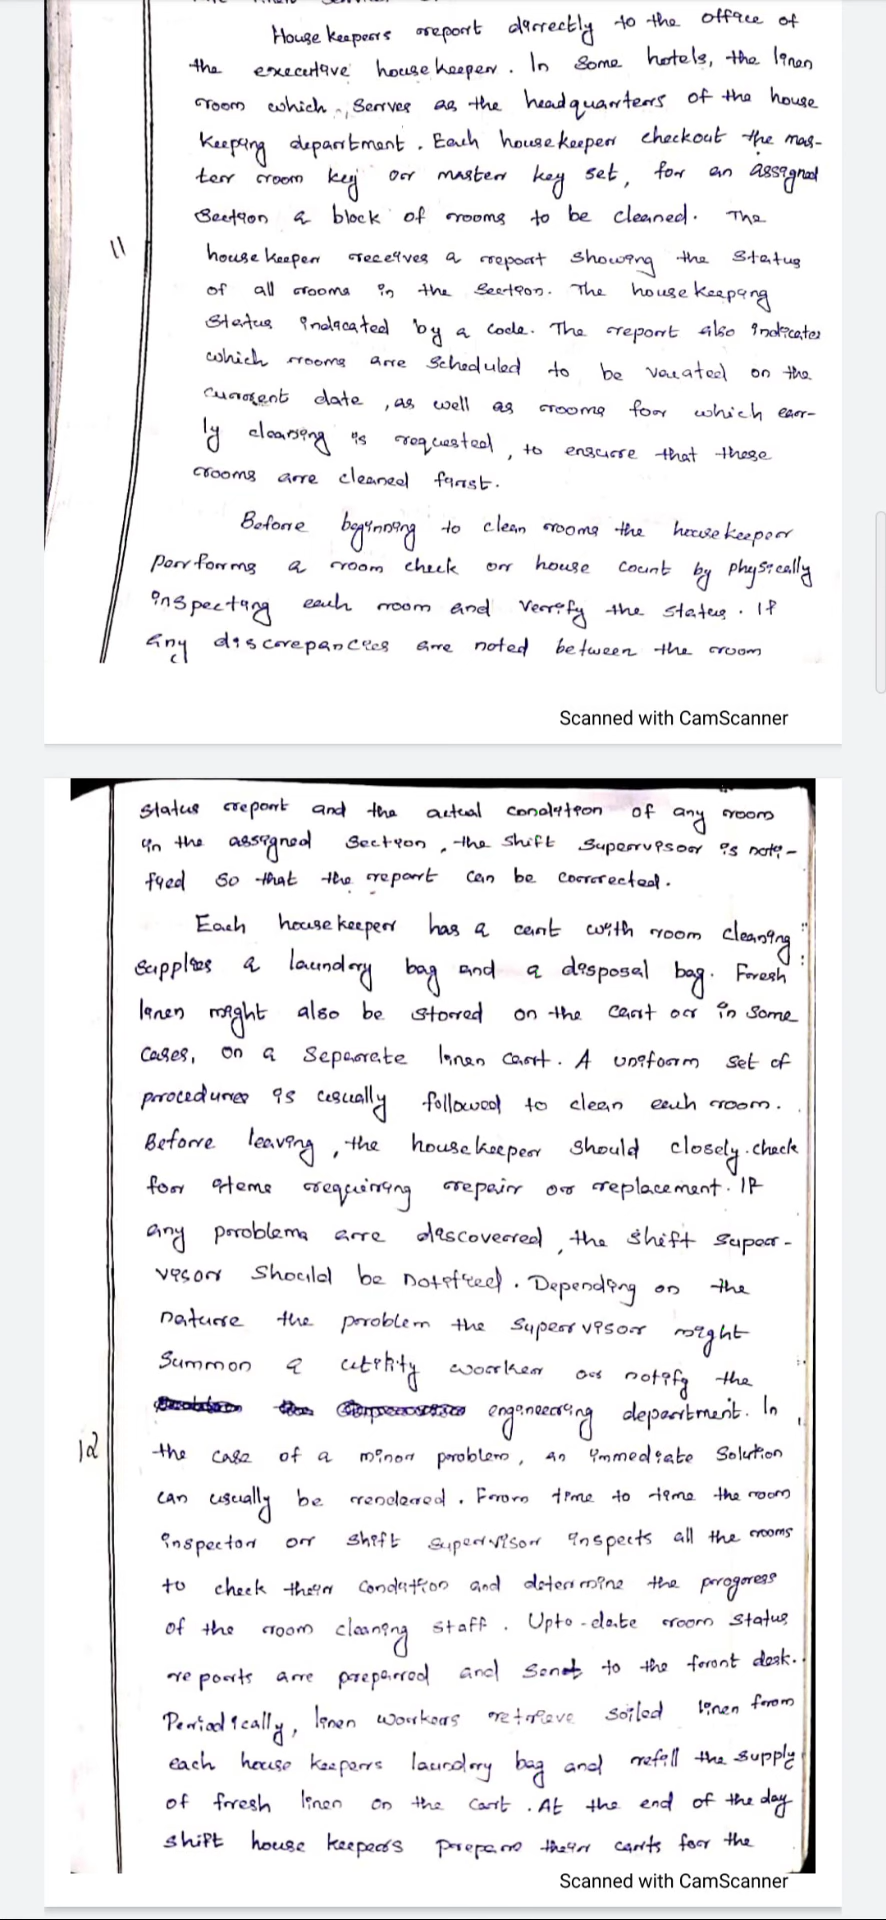 House keepers report directly to the office of
the executive house keeper. In Some hotels, the linen
room which serves as the headquarters of the house
keeping department. Each housekeeper checkout the mas-
ter room key or master key set, for an assigned
Section a block of rooms to be cleaned. The
11
house keeper receives a report showing the Status
of all rooms in the Section. The house keeping
Status indicated by a code. The report also indicates
which rooms are Scheduled to be vacated on the
current date, as well as rooms for which ear-
ly cleaning is requested, to ensure that these
rooms are cleaned first.
Before beginning to clean rooms the house keeper
performs a room check or house count by physically
inspecting each room and verify the status. If
any discrepancies are noted between the room
Scanned with CamScanner
Status report and the actual condition of any room
in the assigned Section, the shift Supervisor is noti-
fied so that the report can be corrected.
Each house keeper has a cart with room cleaning
Supplies a laundry bag and a disposal bag. Fresh
linen might also be stored on the cart or in some
cases, on a Separate linen cart. A uniform set of
procedures is usually followed to clean each room.
Before leaving, the house keeper should closely check
for items requiring repair or replacement. If
any problems are discovered, the shift super-
visor should be notified. Depending on the
nature the problem the supervisor might
Summon a utility worker or notify the
engineering department. In
12
the case of a minor problem, an immediate Solution
can usually be rendered. From time to time the room
inspector or Shift Supervisor inspects all the rooms
to check their Condition and determine the progress
of the room cleaning staff. Upto-date room status
reports are prepared and sent to the front desk.
Periodically, linen workers retrieve soiled linen from
each house keepers laundry bag and refill the supply
of fresh linen on the cart. At the end of the day
shift house keepers prepare their carts for the
Scanned with CamScanner